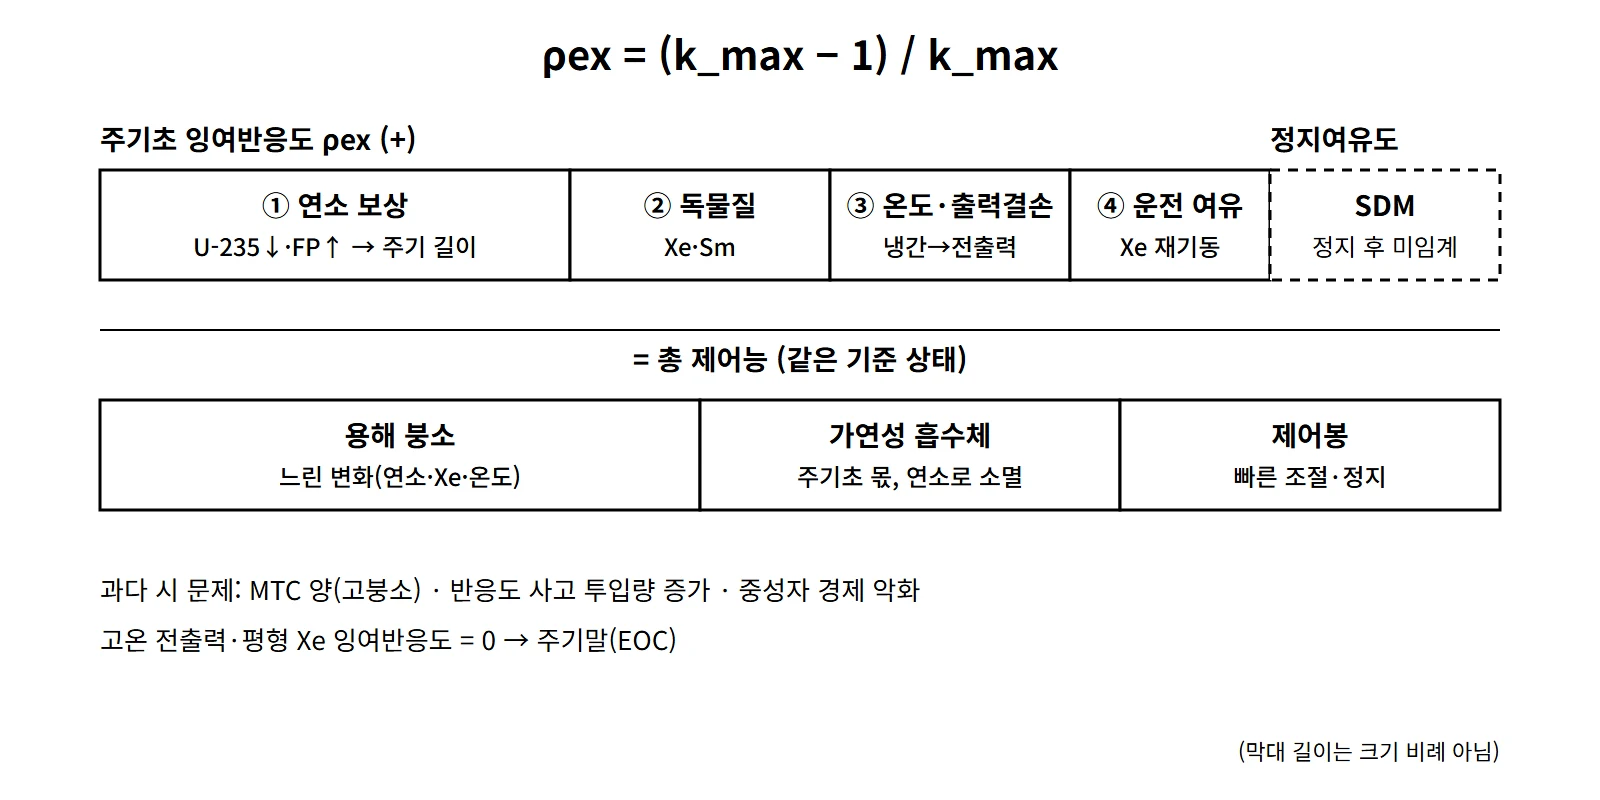 ρex = (k_max − 1) / k_max
주기초 잉여반응도 ρex (+)
정지여유도
① 연소 보상
U-235↓·FP↑ → 주기 길이
② 독물질
Xe·Sm
③ 온도·출력결손
냉간→전출력
④ 운전 여유
Xe 재기동
SDM
정지 후 미임계
= 총 제어능 (같은 기준 상태)
용해 붕소
느린 변화(연소·Xe·온도)
가연성 흡수체
주기초 몫, 연소로 소멸
제어봉
빠른 조절·정지
과다 시 문제: MTC 양(고붕소) · 반응도 사고 투입량 증가 · 중성자 경제 악화
고온 전출력·평형 Xe 잉여반응도 = 0 → 주기말(EOC)
(막대 길이는 크기 비례 아님)